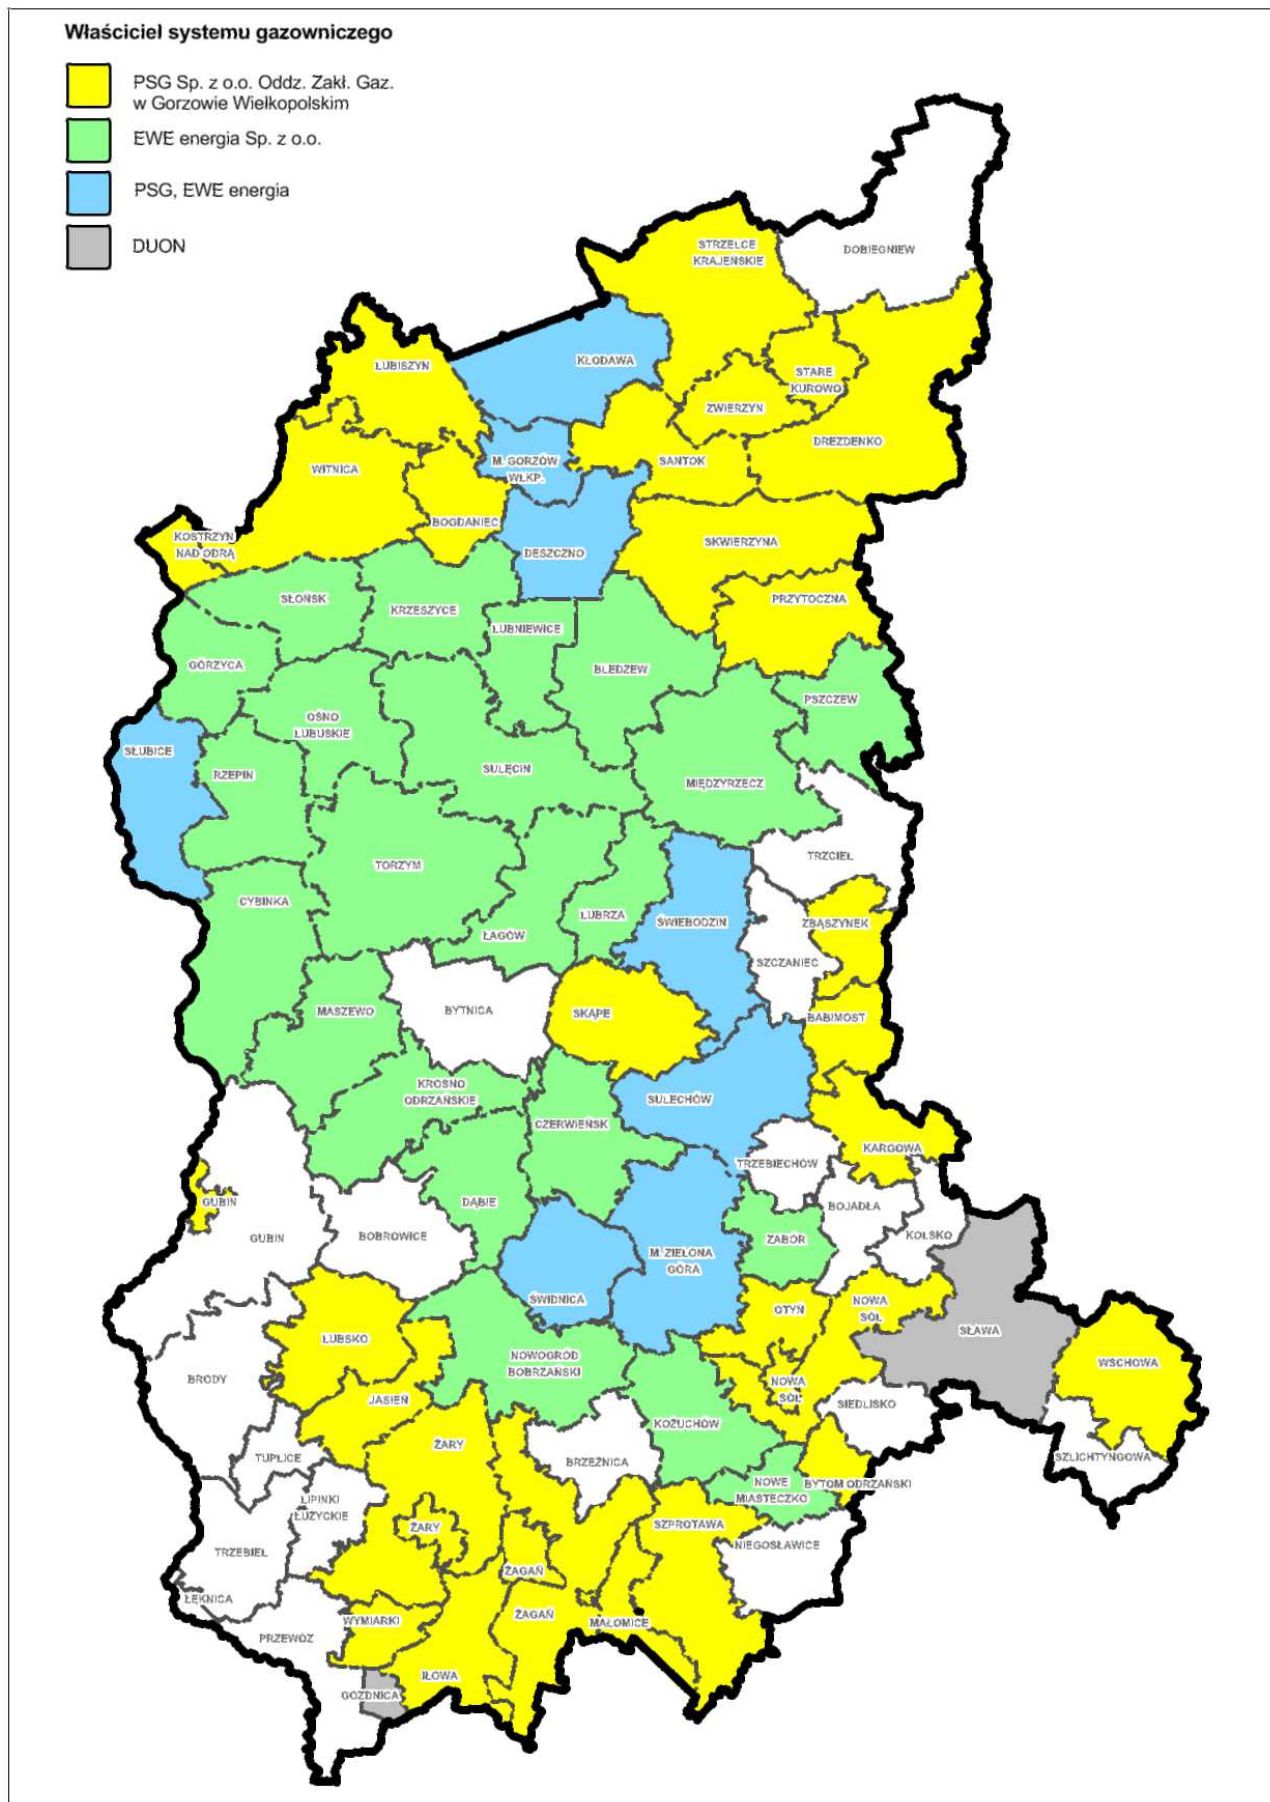 Właściciel systemu gazowniczego
PSG Sp. z o.o. Oddz. Zakł. Gaz.
w Gorzowie Wielkopolskim
EWE energia Sp. z o.o.
PSG, EWE energia
DUON
STRZELCE
KRAJEŃSKIE
DOBIEGNIEW
KŁODAWA
LUBISZYN
STARE
KUROWO
ZWIERZYN
DREZDENKO
SANTOK
M. GORZÓW
WLKP.
WITNICA
BOGDANIEC
KOSTRZYN
NAD ODRĄ
DESZCZNO
SKWIERZYNA
SŁOŃSK
KRZESZYCE
PRZYTOCZNA
LUBNIEWICE
GÓRZYCA
BLEDZEW
PSZCZEW
OŚNO
LUBUSKIE
SŁUBICE
RZEPIN
SULĘCIN
MIĘDZYRZECZ
TRZCIEL
TORZYM
CYBINKA
LUBRZA
ŚWIEBODZIN
ZBĄSZYNEK
ŁAGÓW
SZCZANIEC
MASZEWO
BYTNICA
SKĄPE
BABIMOST
KROSNO
ODRZAŃSKIE
SULECHÓW
CZERWIEŃSK
KARGOWA
TRZEBIECHÓW
GUBIN
DĄBIE
BOJADŁA
GUBIN
BOBROWICE
KOLSKO
ZABÓR
M. ZIELONA
GÓRA
ŚWIDNICA
OTYŃ
NOWA
SÓL
SŁAWA
LUBSKO
NOWOGRÓD
BOBRZAŃSKI
WSCHOWA
BRODY
NOWA
SÓL
JASIEŃ
SIEDLISKO
KOŻUCHÓW
ŻARY
TUPLICE
BRZEŹNICA
SZLICHTYNGOWA
NOWE
MIASTECZKO
BYTOM ODRZAŃSKI
LIPINKI
ŁUŻYCKIE
ŻARY
SZPROTAWA
NIEGOSŁAWICE
TRZEBIEL
ŻAGAŃ
ŁĘKNICA
WYMIARKI
ŻAGAŃ
MAŁOMICE
PRZEWÓZ
IŁOWA
GOZDNICA